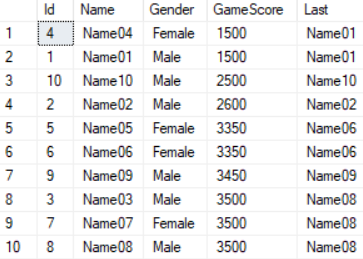 Id Name Gender GameScore Last
1 4 Name04 Female 1500 Name01
2 1 Name01 Male 1500 Name01
3 10 Name10 Male 2500 Name10
4 2 Name02 Male 2600 Name02
5 5 Name05 Female 3350 Name06
6 6 Name06 Female 3350 Name06
7 9 Name09 Male 3450 Name09
8 3 Name03 Male 3500 Name08
9 7 Name07 Female 3500 Name08
10 8 Name08 Male 3500 Name08